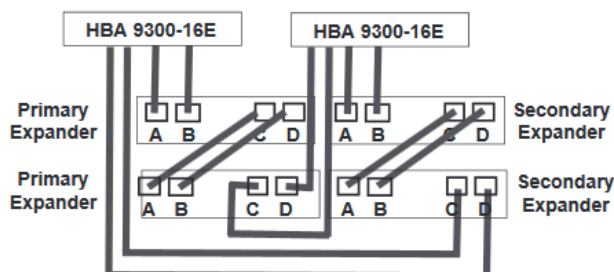 HBA 9300-16E
HBA 9300-16E
Primary
Expander
A B C D
A B C D
Secondary
Expander
Primary
Expander
A B C D
A B C D
Secondary
Expander